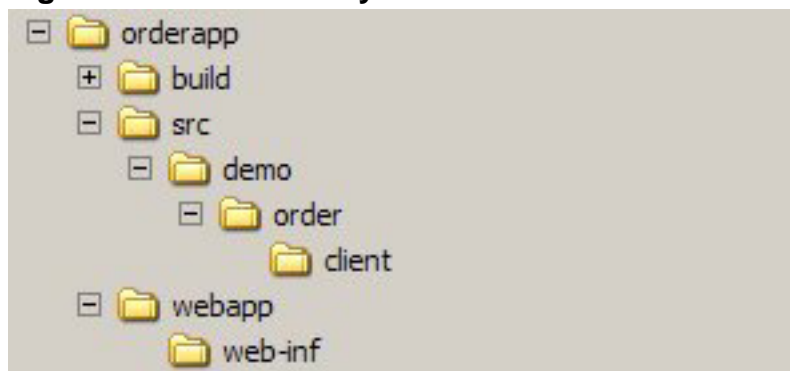 orderapp
build
src
demo
order
client
webapp
web-inf